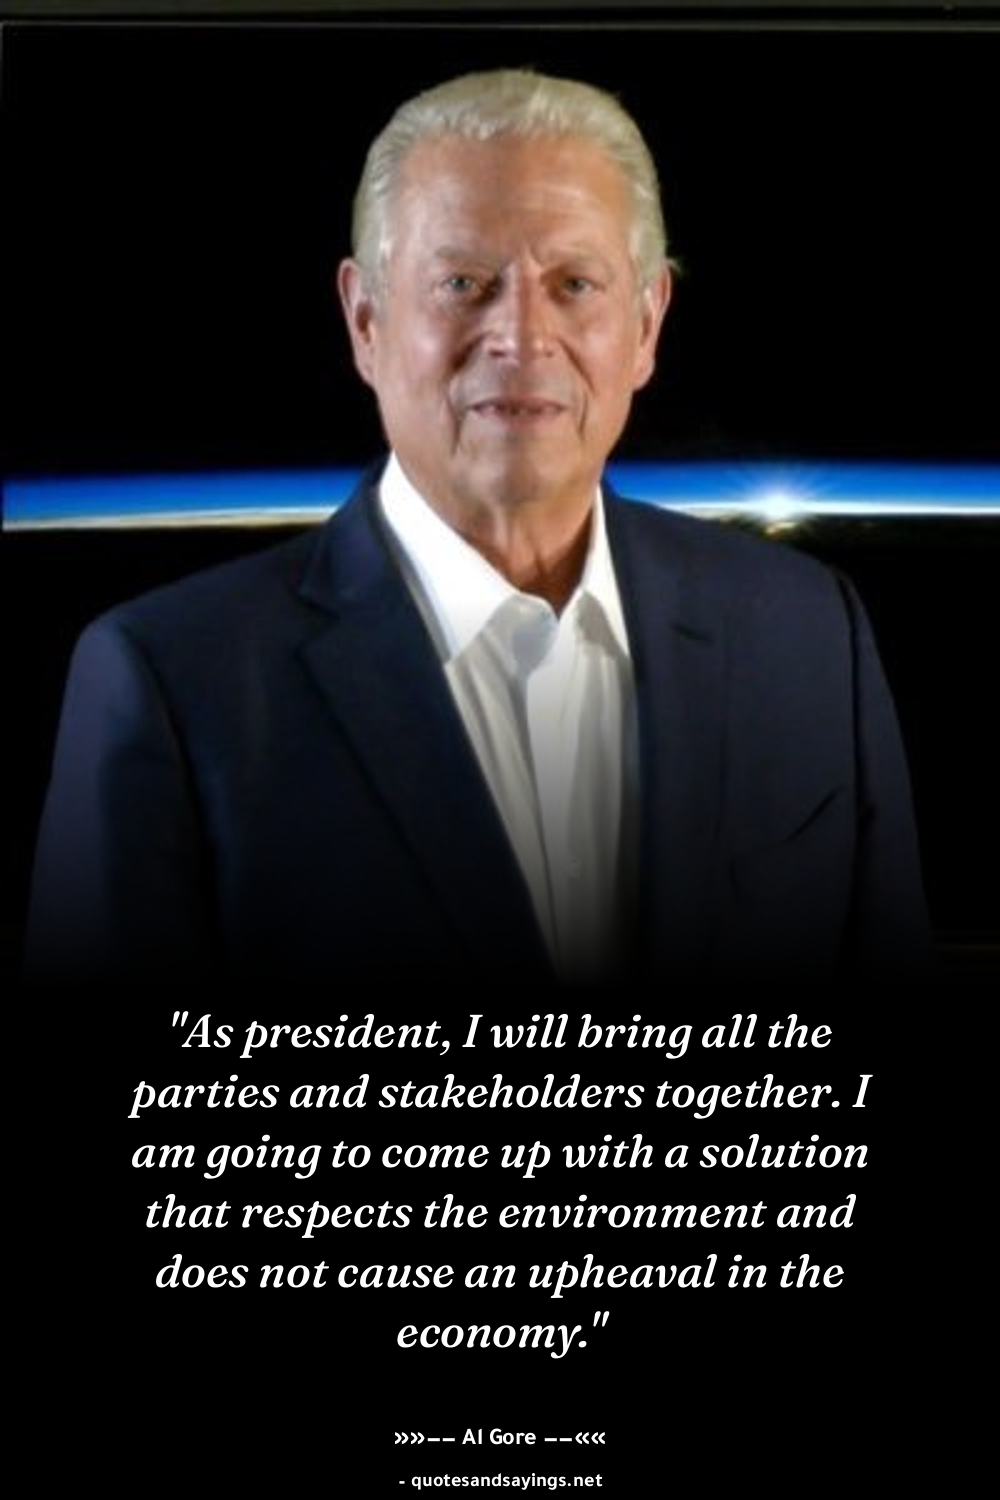 "As president, I will bring all the
parties and stakeholders together. I
am going to come up with a solution
that respects the environment and
does not cause an upheaval in the
economy."
»»–– Al Gore ––««
- quotesandsayings.net